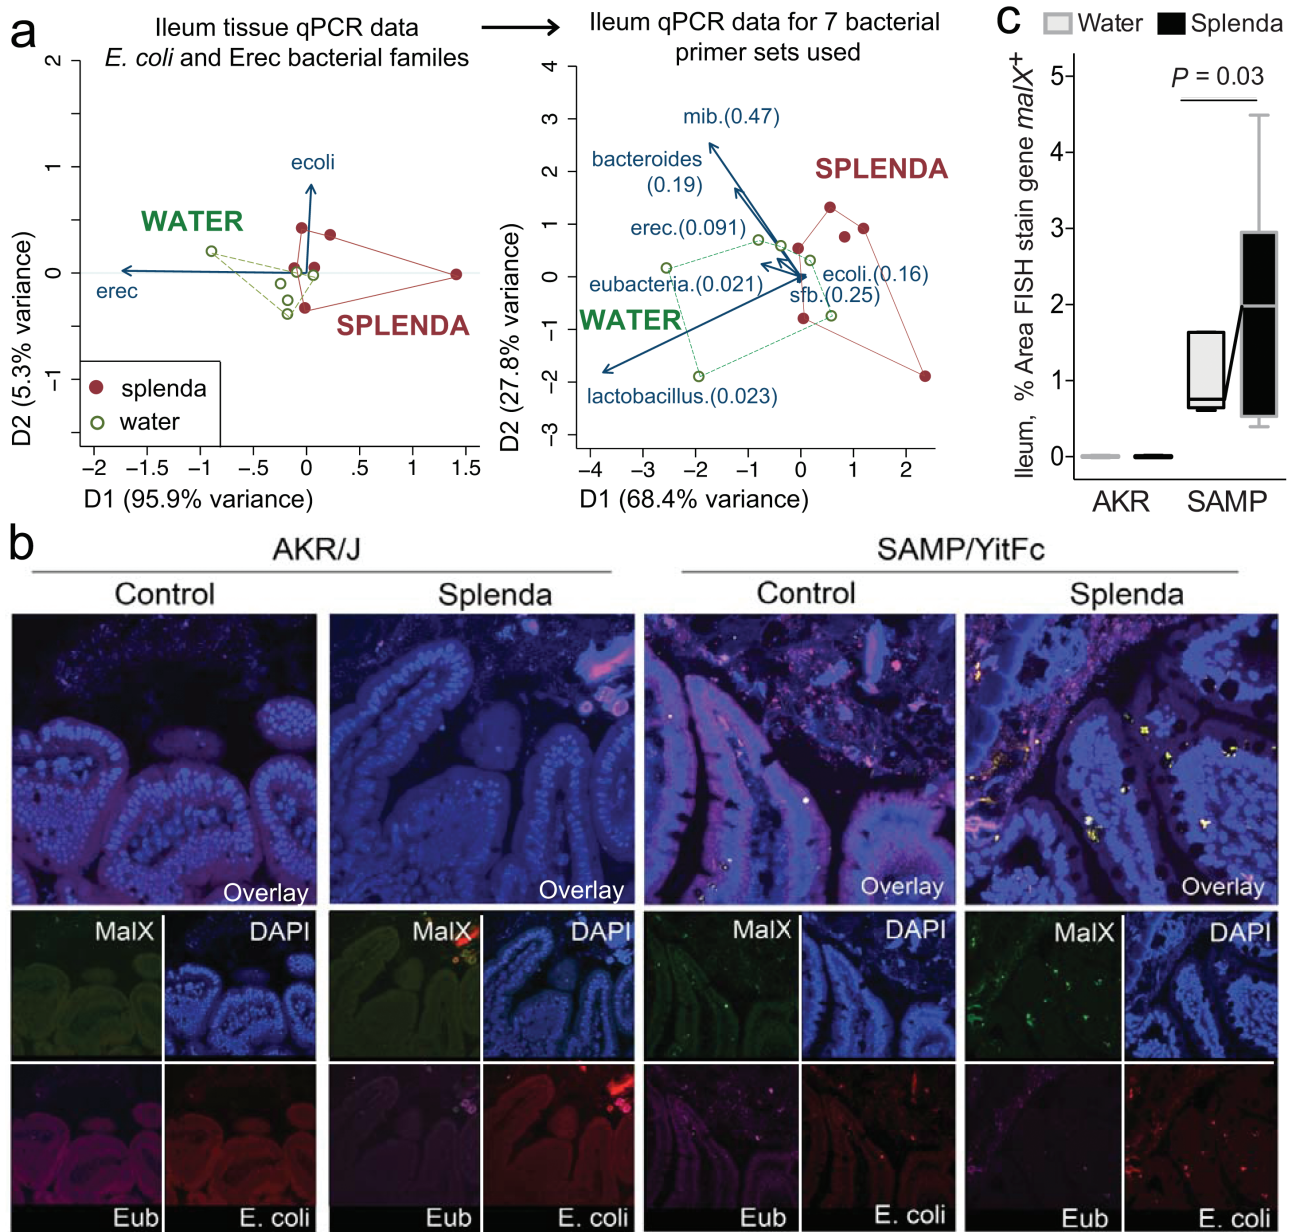 a
Ileum tissue qPCR data
E. coli and Erec bacterial familes
Ileum qPCR data for 7 bacterial
primer sets used
2
1
0
−1
D2 (5.3% variance)
ecoli
WATER
erec
SPLENDA
splenda
water
−2 −1.5 −1 −.5 0 .5 1 1.5
D1 (95.9% variance)
4
3
2
1
0
−1
−2
−3
D2 (27.8% variance)
mib.(0.47)
bacteroides
(0.19)
SPLENDA
erec.(0.091)
ecoli.(0.16)
eubacteria.(0.021)
sfb.(0.25)
WATER
lactobacillus.(0.023)
−4 −3 −2 −1 0 1 2
D1 (68.4% variance)
c
Water Splenda
P = 0.03
5
4
3
2
1
0
Ileum, % Area FISH stain gene malX+
AKR SAMP
b
AKR/J SAMP/YitFc
Control Splenda Control Splenda
Overlay Overlay Overlay Overlay
MalX DAPI MalX DAPI MalX DAPI MalX DAPI
Eub E. coli Eub E. coli Eub E. coli Eub E. coli